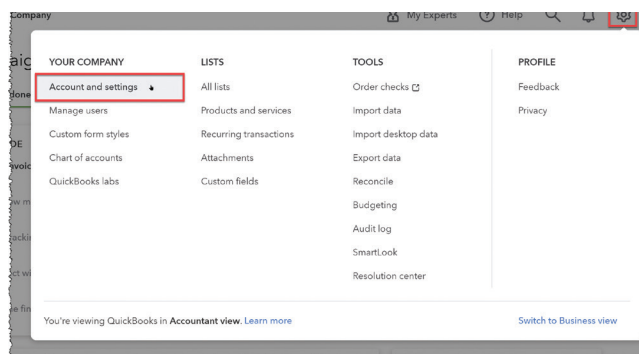 Company
My Experts
Help
YOUR COMPANY
Account and settings
Manage users
Custom form styles
Chart of accounts
QuickBooks labs
LISTS
All lists
Products and services
Recurring transactions
Attachments
Custom fields
TOOLS
Order checks
Import data
Import desktop data
Export data
Reconcile
Budgeting
Audit log
SmartLook
Resolution center
PROFILE
Feedback
Privacy
You're viewing QuickBooks in Accountant view. Learn more
Switch to Business view